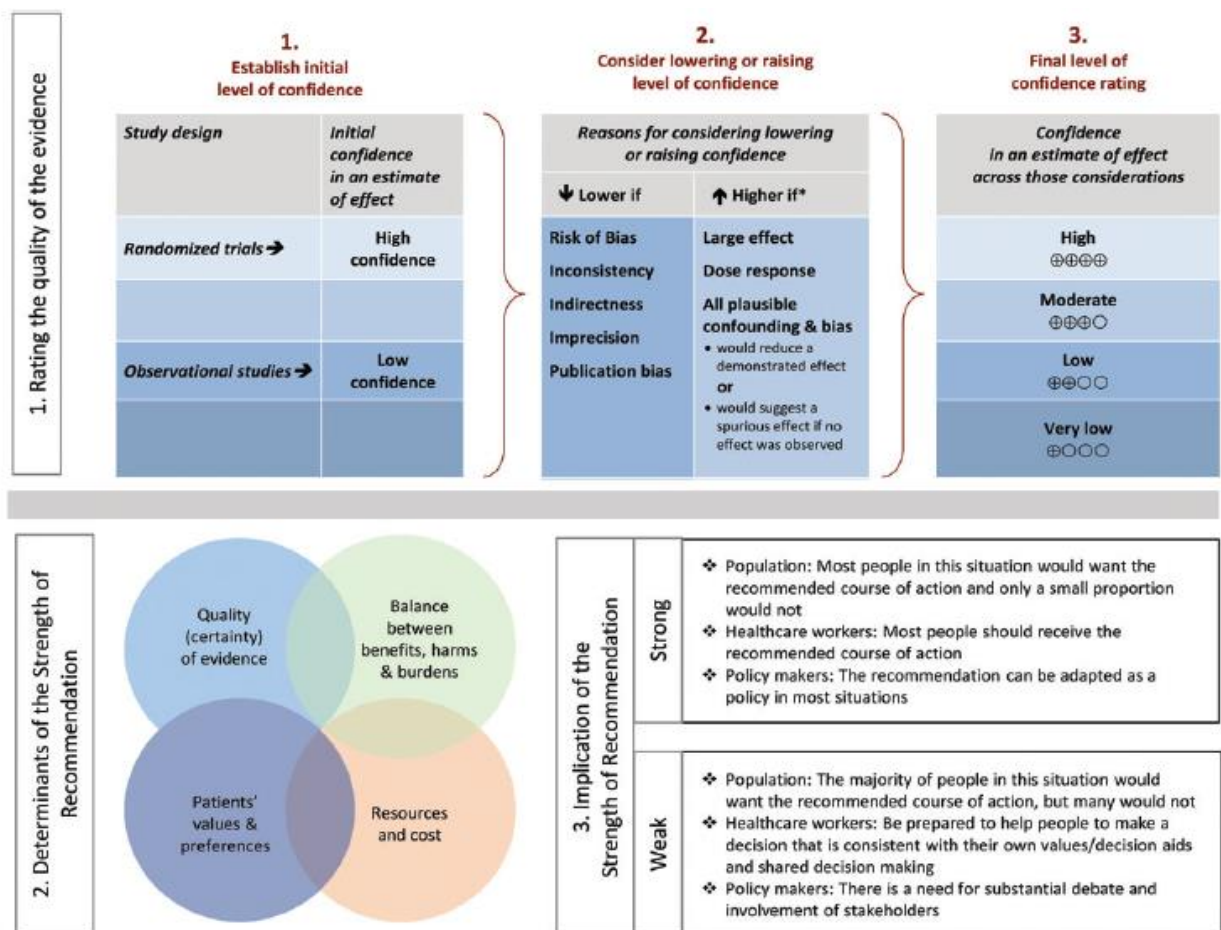 1. Rating the quality of the evidence
1.
Establish initial
level of confidence
Study design
Initial
confidence
in an estimate
of effect
Randomized trials ➔
High
confidence
Observational studies ➔
Low
confidence
2.
Consider lowering or raising
level of confidence
Reasons for considering lowering
or raising confidence
🡻 Lower if
🡹 Higher if*
Risk of Bias
Inconsistency
Indirectness
Imprecision
Publication bias
Large effect
Dose response
All plausible
confounding & bias
• would reduce a
demonstrated effect
or
• would suggest a
spurious effect if no
effect was observed
3.
Final level of
confidence rating
Confidence
in an estimate of effect
across those considerations
High
⊕⊕⊕⊕
Moderate
⊕⊕⊕○
Low
⊕⊕○○
Very low
⊕○○○
2. Determinants of the Strength of
Recommendation
Quality
(certainty)
of evidence
Balance
between
benefits, harms
& burdens
Patients'
values &
preferences
Resources
and cost
3. Implication of the
Strength of Recommendation
Strong
❖ Population: Most people in this situation would want the
recommended course of action and only a small proportion
would not
❖ Healthcare workers: Most people should receive the
recommended course of action
❖ Policy makers: The recommendation can be adapted as a
policy in most situations
Weak
❖ Population: The majority of people in this situation would
want the recommended course of action, but many would not
❖ Healthcare workers: Be prepared to help people to make a
decision that is consistent with their own values/decision aids
and shared decision making
❖ Policy makers: There is a need for substantial debate and
involvement of stakeholders